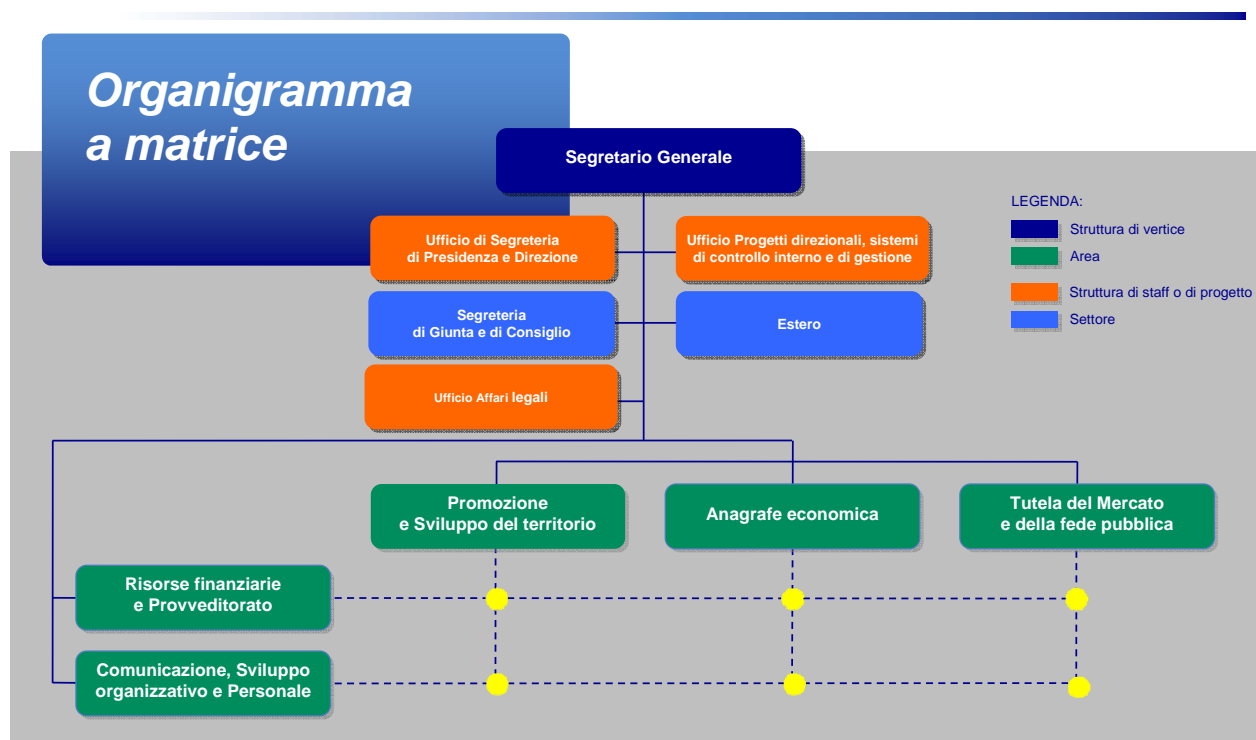 Organigramma
a matrice
Segretario Generale
LEGENDA:
Struttura di vertice
Area
Struttura di staff o di progetto
Settore
Ufficio di Segreteria
di Presidenza e Direzione
Ufficio Progetti direzionali, sistemi
di controllo interno e di gestione
Segreteria
di Giunta e di Consiglio
Estero
Ufficio Affari legali
Promozione
e Sviluppo del territorio
Anagrafe economica
Tutela del Mercato
e della fede pubblica
Risorse finanziarie
e Provveditorato
Comunicazione, Sviluppo
organizzativo e Personale